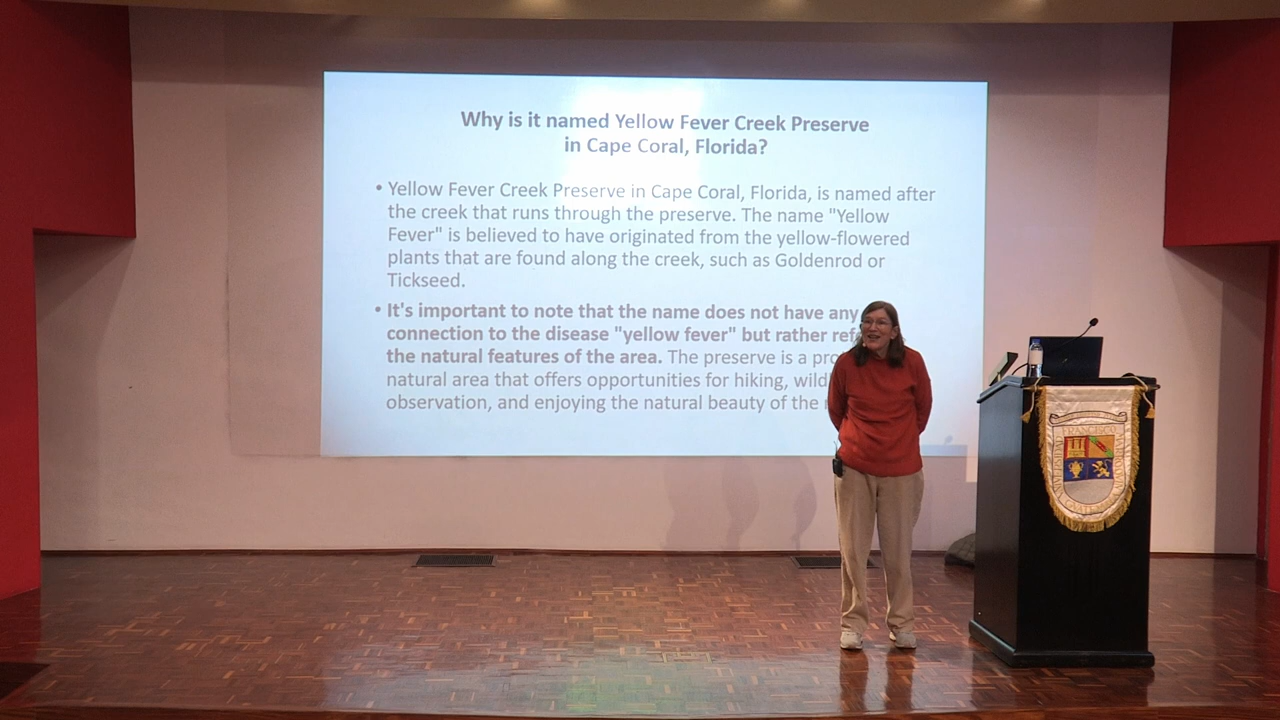 Why is it named Yellow Fever Creek Preserve
in Cape Coral, Florida?
• Yellow Fever Creek Preserve in Cape Coral, Florida, is named after
the creek that runs through the preserve. The name "Yellow
Fever" is believed to have originated from the yellow-flowered
plants that are found along the creek, such as Goldenrod or
Tickseed.
• It's important to note that the name does not have any
connection to the disease "yellow fever" but rather
the natural features of the area. The preserve is a
natural area that offers opportunities for hiking,
observation, and enjoying the natural beauty of the
UNIVERSIDAD FRANCISCO MARROQUIN
GUATEMALA